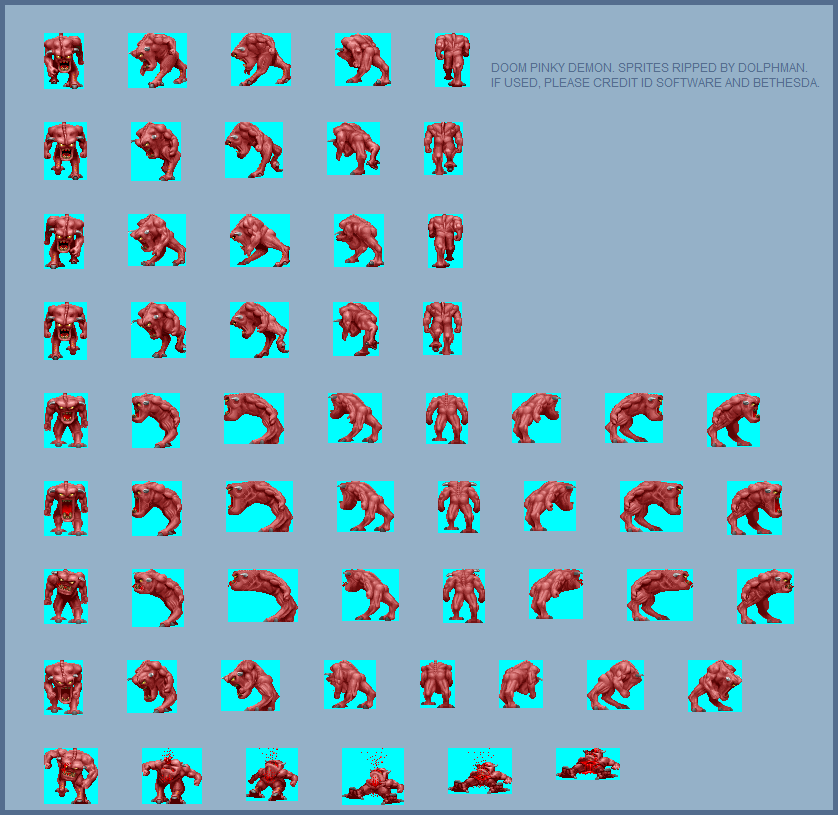 DOOM PINKY DEMON. SPRITES RIPPED BY DOLPHMAN.
IF USED, PLEASE CREDIT ID SOFTWARE AND BETHESDA.